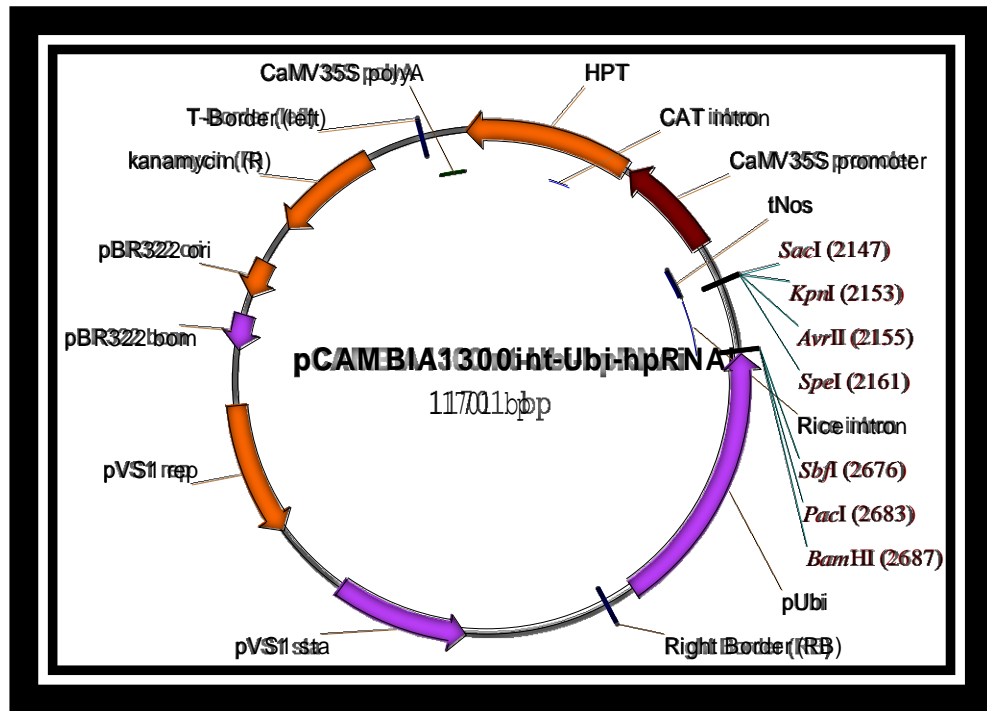 CaMV35S polyA
HPT
T-Border (left)
CAT intron
kanamycin (R)
CaMV35S promoter
tNos
pBR322 ori
SacI (2147)
KpnI (2153)
pBR322 bom
AvrII (2155)
pCAMBIA1300int-Ubi-hpRNAi
SpeI (2161)
11701 bp
Rice intron
pVS1 rep
SbfI (2676)
PacI (2683)
BamHI (2687)
pUbi
pVS1 sta
Right Border (RB)